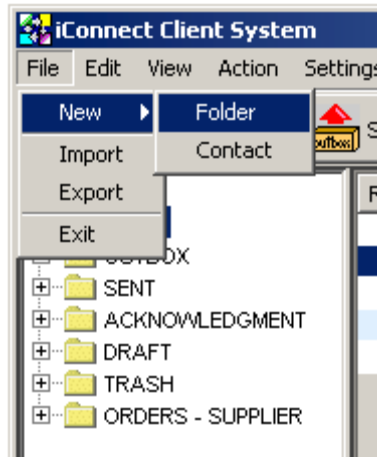 iConnect Client System
File Edit View Action Settings
New Folder
Import Contact
Export
Exit
SENT
ACKNOWLEDGMENT
DRAFT
TRASH
ORDERS - SUPPLIER